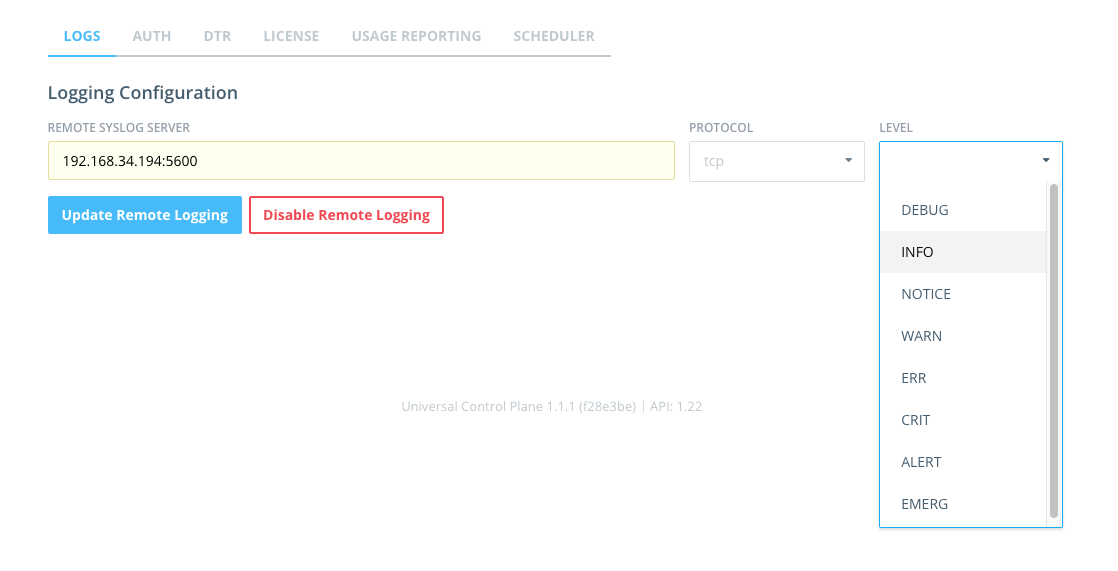 LOGS AUTH DTR LICENSE USAGE REPORTING SCHEDULER
Logging Configuration
REMOTE SYSLOG SERVER PROTOCOL LEVEL
192.168.34.194:5600 tcp
Update Remote Logging Disable Remote Logging
DEBUG
INFO
NOTICE
WARN
ERR
CRIT
ALERT
EMERG
Universal Control Plane 1.1.1 (f28e3be) | API: 1.22